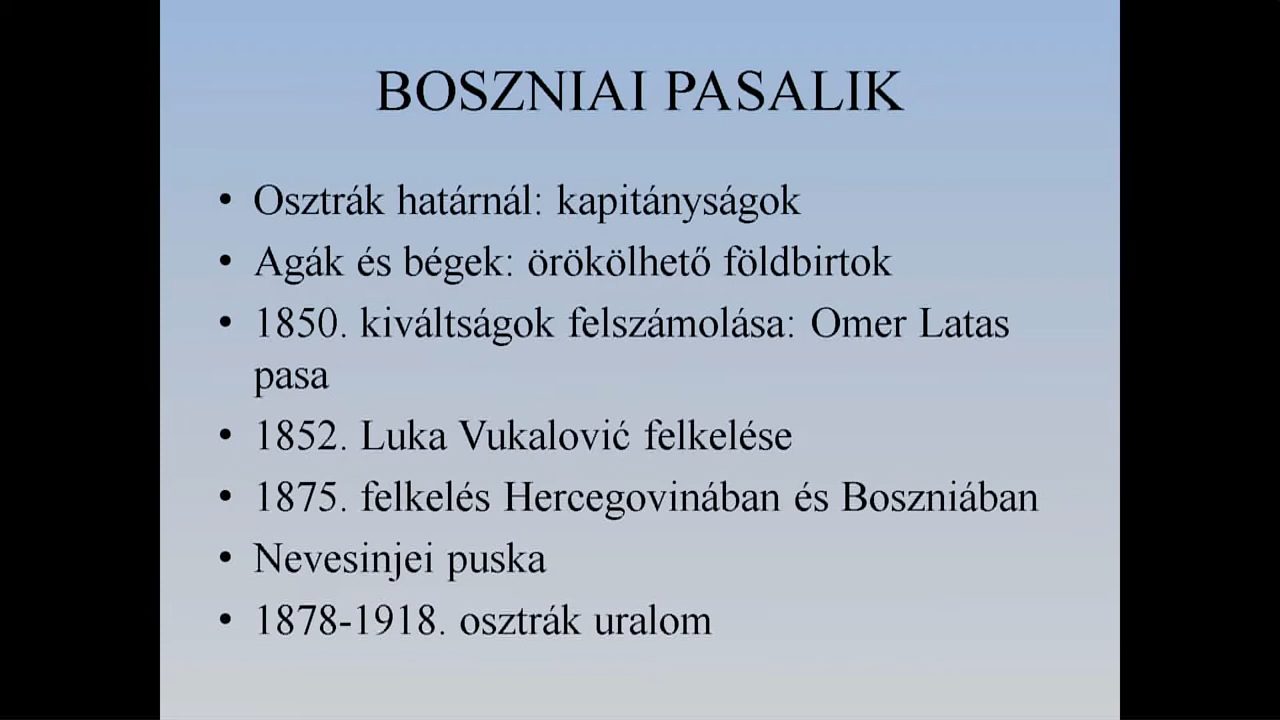 BOSZNIAI PASALIK
• Osztrák határnál: kapitányságok
• Agák és bégek: örökölhető földbirtok
• 1850. kiváltságok felszámolása: Omer Latas
pasa
• 1852. Luka Vukalović felkelése
• 1875. felkelés Hercegovinában és Boszniában
• Nevesinjei puska
• 1878-1918. osztrák uralom